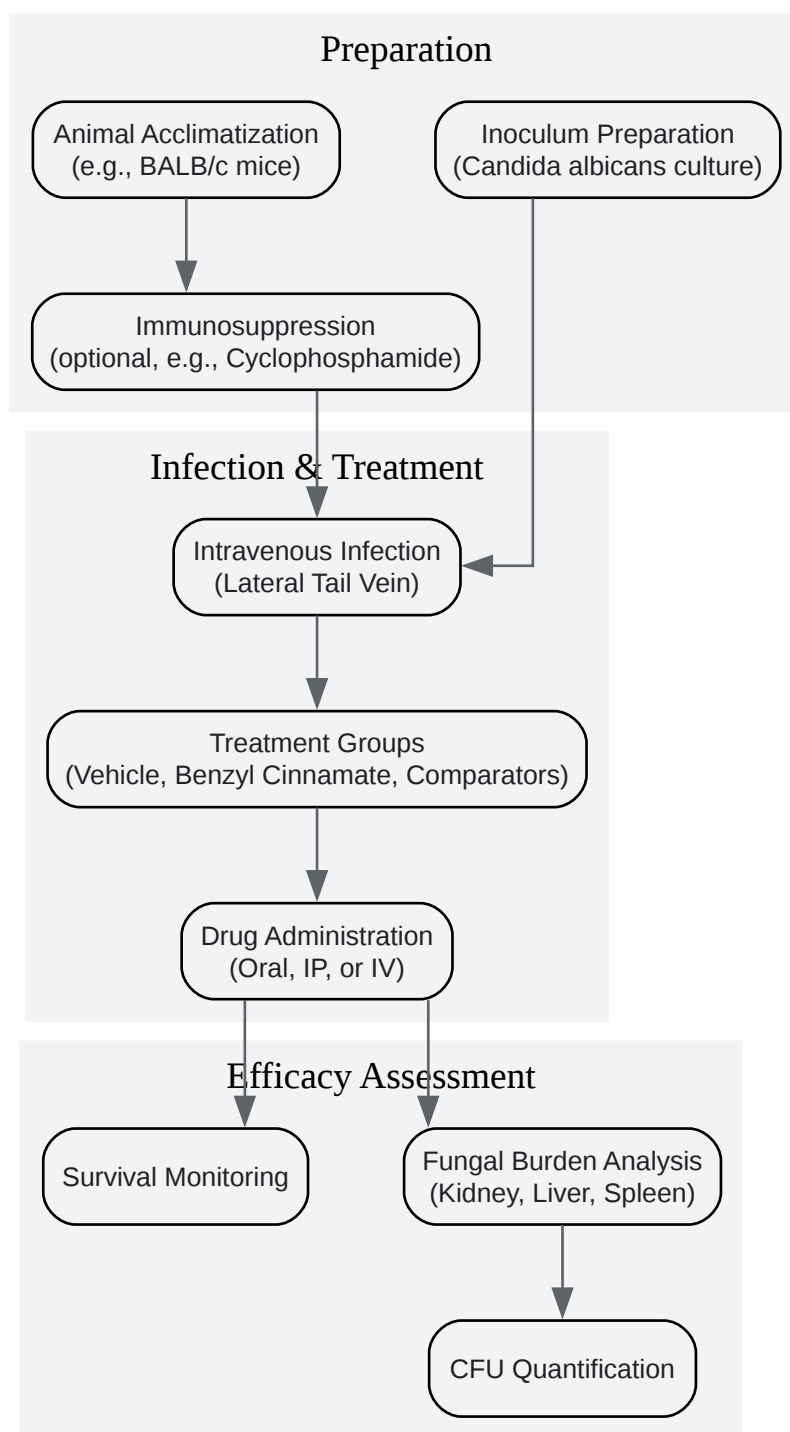 Preparation
Animal Acclimatization
(e.g., BALB/c mice)
Inoculum Preparation
(Candida albicans culture)
Immunosuppression
(optional, e.g., Cyclophosphamide)
Infection & Treatment
Intravenous Infection
(Lateral Tail Vein)
Treatment Groups
(Vehicle, Benzyl Cinnamate, Comparators)
Drug Administration
(Oral, IP, or IV)
Efficacy Assessment
Survival Monitoring
Fungal Burden Analysis
(Kidney, Liver, Spleen)
CFU Quantification